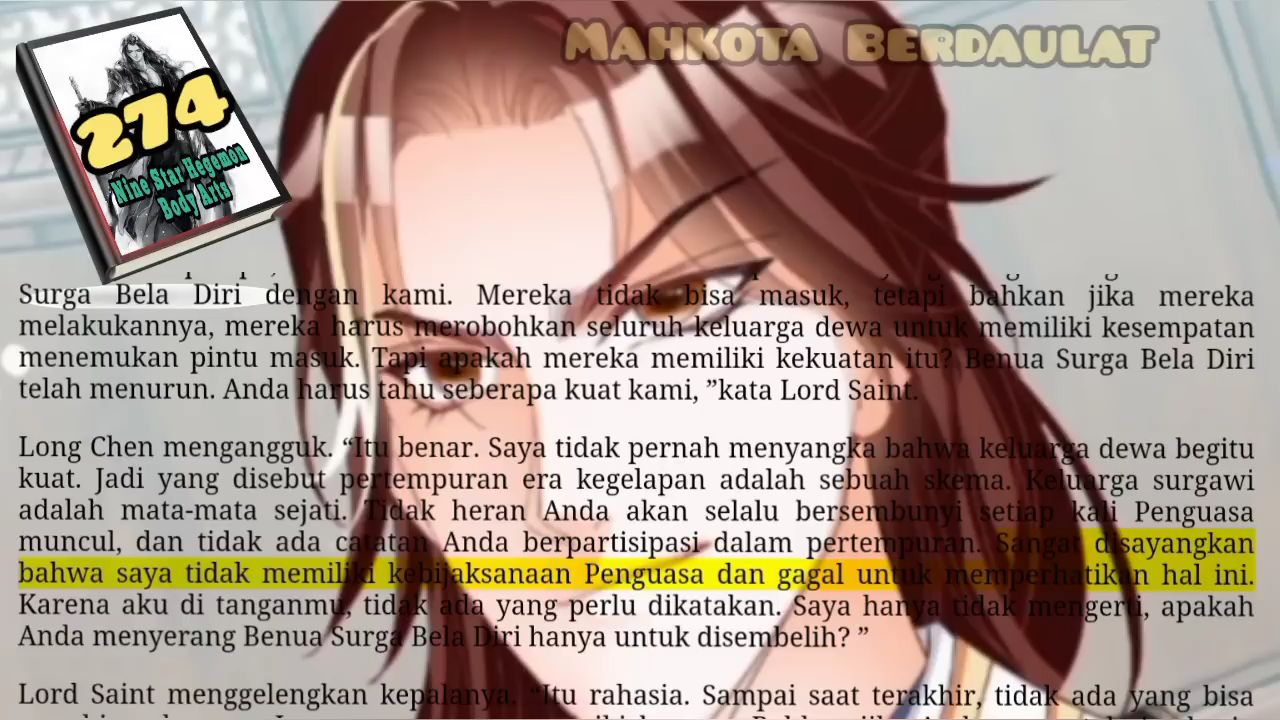 Mahkota Berdaulat
274
Nine Star Hegemon
Body Arts
Surga Bela Diri dengan kami. Mereka tidak bisa masuk, tetapi bahkan jika mereka
melakukannya, mereka harus merobohkan seluruh keluarga dewa untuk memiliki kesempatan
menemukan pintu masuk. Tapi apakah mereka memiliki kekuatan itu? Benua Surga Bela Diri
telah menurun. Anda harus tahu seberapa kuat kami, ”kata Lord Saint.
Long Chen mengangguk. “Itu benar. Saya tidak pernah menyangka bahwa keluarga dewa begitu
kuat. Jadi yang disebut pertempuran era kegelapan adalah sebuah skema. Keluarga surgawi
adalah mata-mata sejati. Tidak heran Anda akan selalu bersembunyi setiap kali Penguasa
muncul, dan tidak ada catatan Anda berpartisipasi dalam pertempuran. Sangat disayangkan
bahwa saya tidak memiliki kebijaksanaan Penguasa dan gagal untuk memperhatikan hal ini.
Karena aku di tanganmu, tidak ada yang perlu dikatakan. Saya hanya tidak mengerti, apakah
Anda menyerang Benua Surga Bela Diri hanya untuk disembelih? ”
Lord Saint menggelengkan kepalanya. “Itu rahasia. Sampai saat terakhir, tidak ada yang bisa